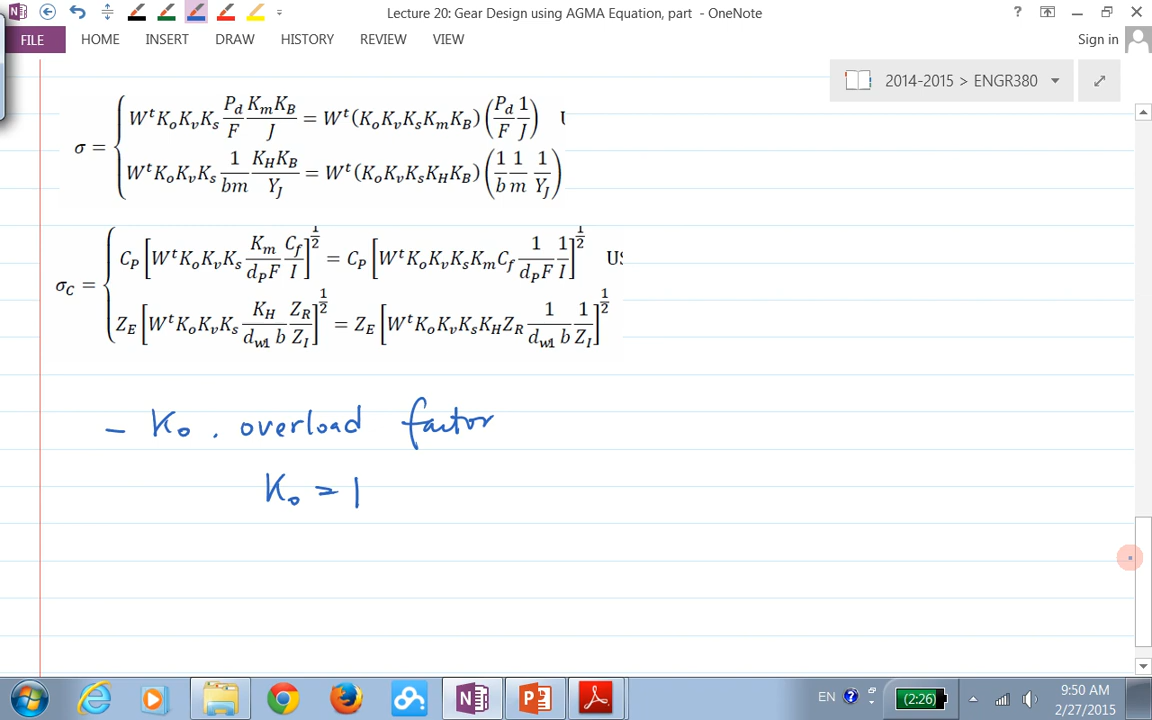 Lecture 20: Gear Design using AGMA Equation, part - OneNote
FILE HOME INSERT DRAW HISTORY REVIEW VIEW Sign in
2014-2015 > ENGR380
σ = { W^t K_o K_v K_s P_d/F K_m K_B/J = W^t (K_o K_v K_s K_m K_B) (P_d/F 1/J) U
W^t K_o K_v K_s 1/bm K_H K_B/Y_J = W^t (K_o K_v K_s K_H K_B) (1/b 1/m 1/Y_J)
σ_C = { C_P [W^t K_o K_v K_s K_m/d_P F C_f/I]^1/2 = C_P [W^t K_o K_v K_s K_m C_f 1/d_P F 1/I]^1/2 US
Z_E [W^t K_o K_v K_s K_H/d_w1 b Z_R/Z_I]^1/2 = Z_E [W^t K_o K_v K_s K_H Z_R 1/d_w1 b 1/Z_I]^1/2
- K_o . overload factor
K_o = 1
EN (2:26) 9:50 AM
2/27/2015